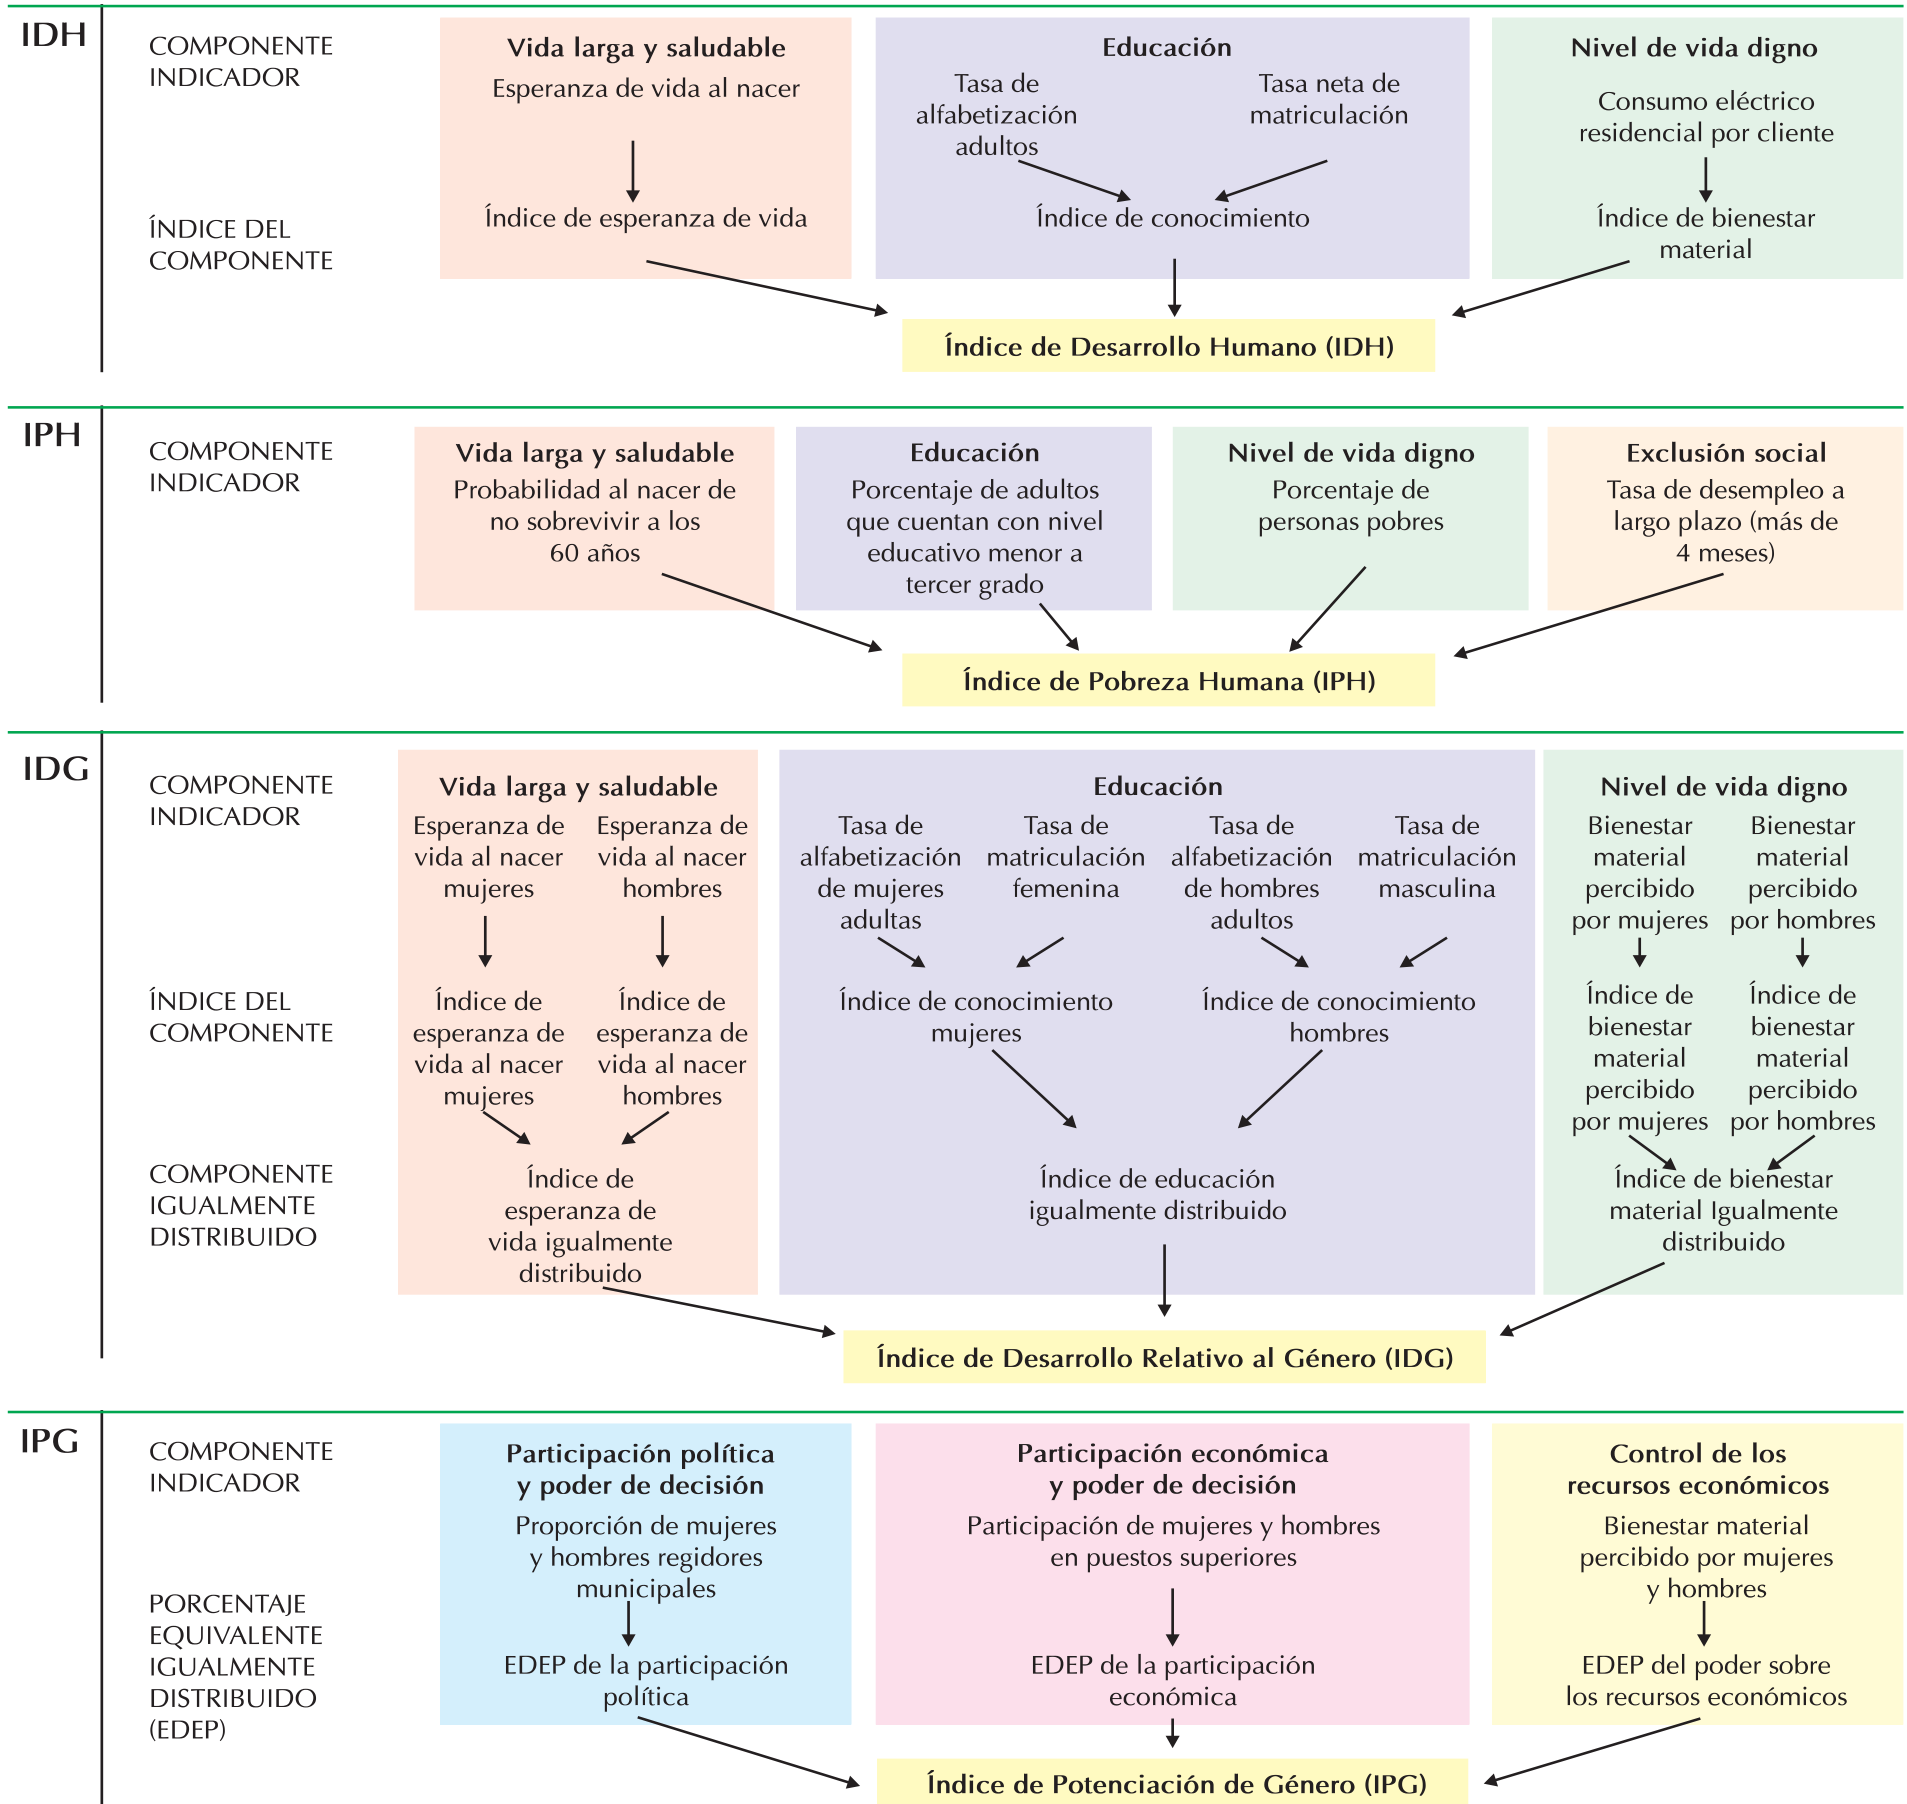 IDH
COMPONENTE
INDICADOR
Vida larga y saludable
Esperanza de vida al nacer
Educación
Tasa de
alfabetización
adultos
Tasa neta de
matriculación
Nivel de vida digno
Consumo eléctrico
residencial por cliente
ÍNDICE DEL
COMPONENTE
Índice de esperanza de vida
Índice de conocimiento
Índice de bienestar
material
Índice de Desarrollo Humano (IDH)
IPH
COMPONENTE
INDICADOR
Vida larga y saludable
Probabilidad al nacer de
no sobrevivir a los
60 años
Educación
Porcentaje de adultos
que cuentan con nivel
educativo menor a
tercer grado
Nivel de vida digno
Porcentaje de
personas pobres
Exclusión social
Tasa de desempleo a
largo plazo (más de
4 meses)
Índice de Pobreza Humana (IPH)
IDG
COMPONENTE
INDICADOR
Vida larga y saludable
Esperanza de
vida al nacer
mujeres
Esperanza de
vida al nacer
hombres
Educación
Tasa de
alfabetización
de mujeres
adultas
Tasa de
matriculación
femenina
Tasa de
alfabetización
de hombres
adultos
Tasa de
matriculación
masculina
Nivel de vida digno
Bienestar
material
percibido
por mujeres
Bienestar
material
percibido
por hombres
ÍNDICE DEL
COMPONENTE
Índice de
esperanza de
vida al nacer
mujeres
Índice de
esperanza de
vida al nacer
hombres
Índice de conocimiento
mujeres
Índice de conocimiento
hombres
Índice de
bienestar
material
percibido
por mujeres
Índice de
bienestar
material
percibido
por hombres
COMPONENTE
IGUALMENTE
DISTRIBUIDO
Índice de
esperanza de
vida igualmente
distribuido
Índice de educación
igualmente distribuido
Índice de bienestar
material Igualmente
distribuido
Índice de Desarrollo Relativo al Género (IDG)
IPG
COMPONENTE
INDICADOR
Participación política
y poder de decisión
Proporción de mujeres
y hombres regidores
municipales
Participación económica
y poder de decisión
Participación de mujeres y hombres
en puestos superiores
Control de los
recursos económicos
Bienestar material
percibido por mujeres
y hombres
PORCENTAJE
EQUIVALENTE
IGUALMENTE
DISTRIBUIDO
(EDEP)
EDEP de la participación
política
EDEP de la participación
económica
EDEP del poder sobre
los recursos económicos
Índice de Potenciación de Género (IPG)